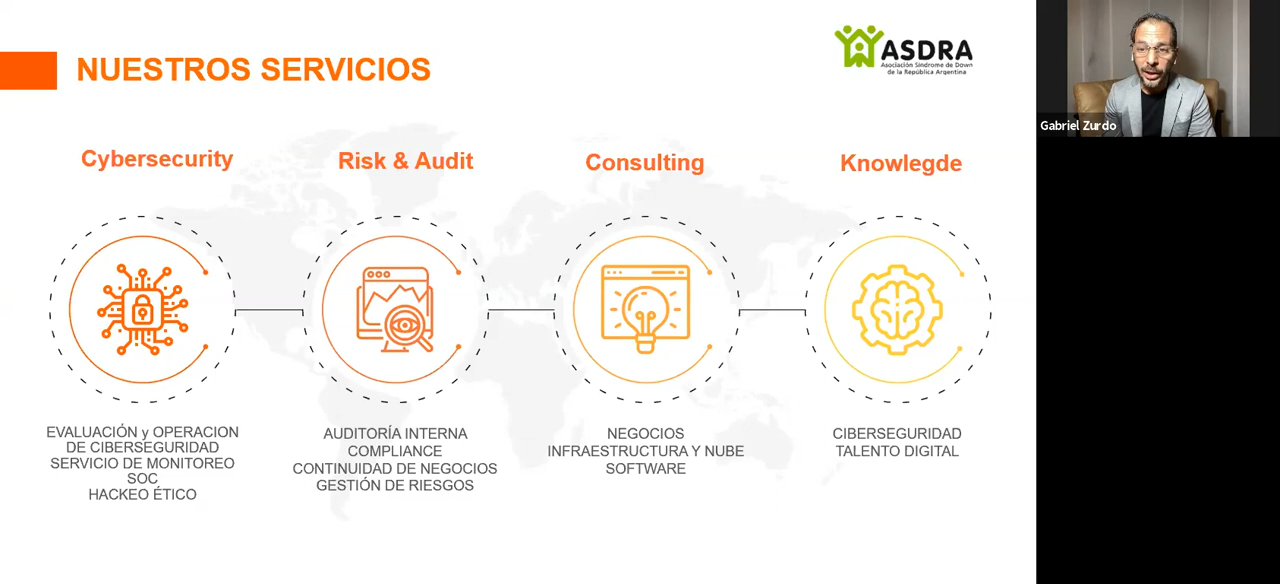 NUESTROS SERVICIOS
ASDRA
Asociación Síndrome de Down
de la República Argentina
Gabriel Zurdo
Cybersecurity
Risk & Audit
Consulting
Knowlegde
EVALUACIÓN y OPERACION
DE CIBERSEGURIDAD
SERVICIO DE MONITOREO
SOC
HACKEO ÉTICO
AUDITORÍA INTERNA
COMPLIANCE
CONTINUIDAD DE NEGOCIOS
GESTIÓN DE RIESGOS
NEGOCIOS
INFRAESTRUCTURA Y NUBE
SOFTWARE
CIBERSEGURIDAD
TALENTO DIGITAL